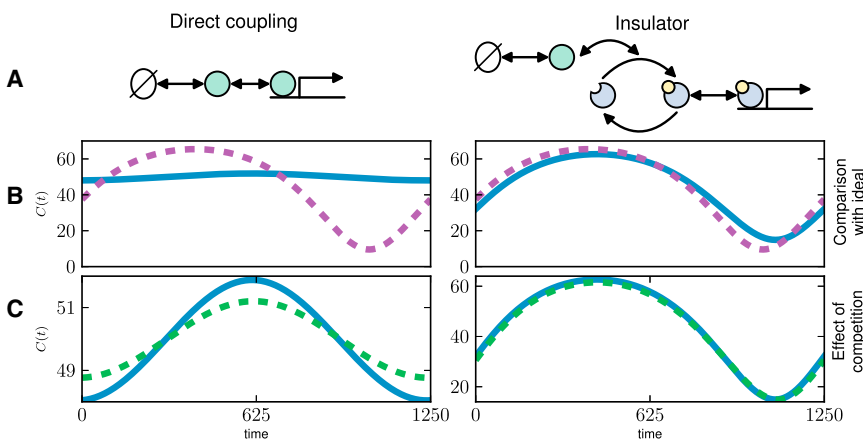 Direct coupling
Insulator
A
B
C(t)
60
40
20
0
Comparison
with ideal
C
C(t)
51
49
60
40
20
Effect of
competition
0
625
1250
0
625
1250
time
time